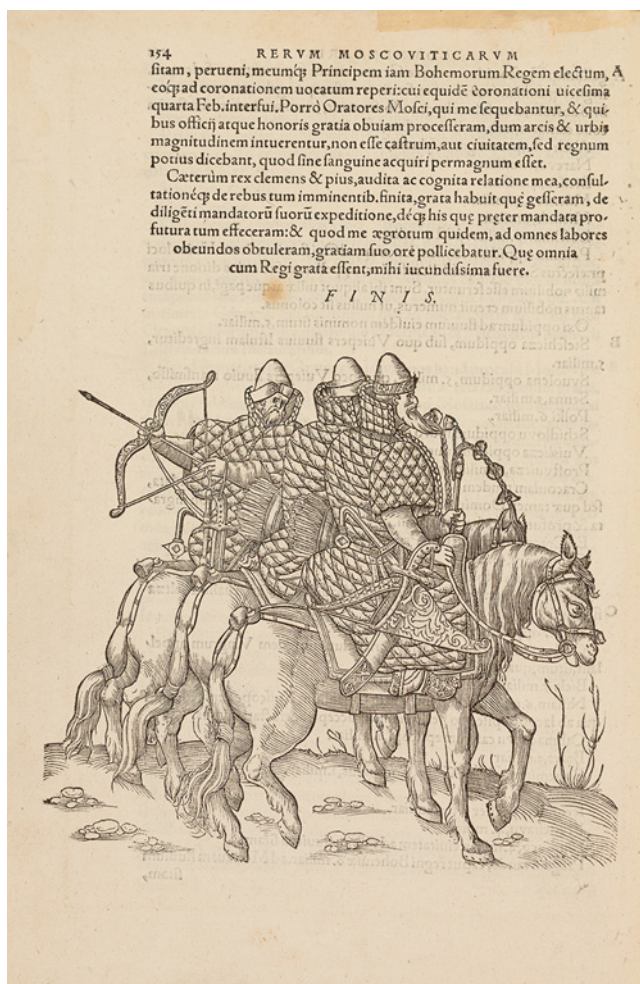 154 RERVM MOSCOVITICARVM
sitam, perueni, meumq́; Principem iam Bohemorum Regem electum, A
eoq́; ad coronationem uocatum reperi: cui equidē coronationi uicesima
quarta Feb. interfui. Porrò Oratores Mosci, qui me sequebantur, & qui-
bus officij atque honoris gratia obuiam processeram, dum arcis & urbis
magnitudinem intuerentur, non esse castrum, aut ciuitatem, sed regnum
potius dicebant, quod sine sanguine acquiri permagnum esset.
Cæterùm rex clemens & pius, audita ac cognita relatione mea, consul-
tationéq́; de rebus tum imminentib. finita, grata habuit quę gesseram, de
diligēti mandatorū suorū expeditione, déq́; his quę pręter mandata pro-
futura tum effeceram: & quod me ægrotum quidem, ad omnes labores
obeundos obtuleram, gratiam suo ore pollicebatur. Quę omnia
cum Regi grata essent, mihi iucundissima fuere.
FINIS.